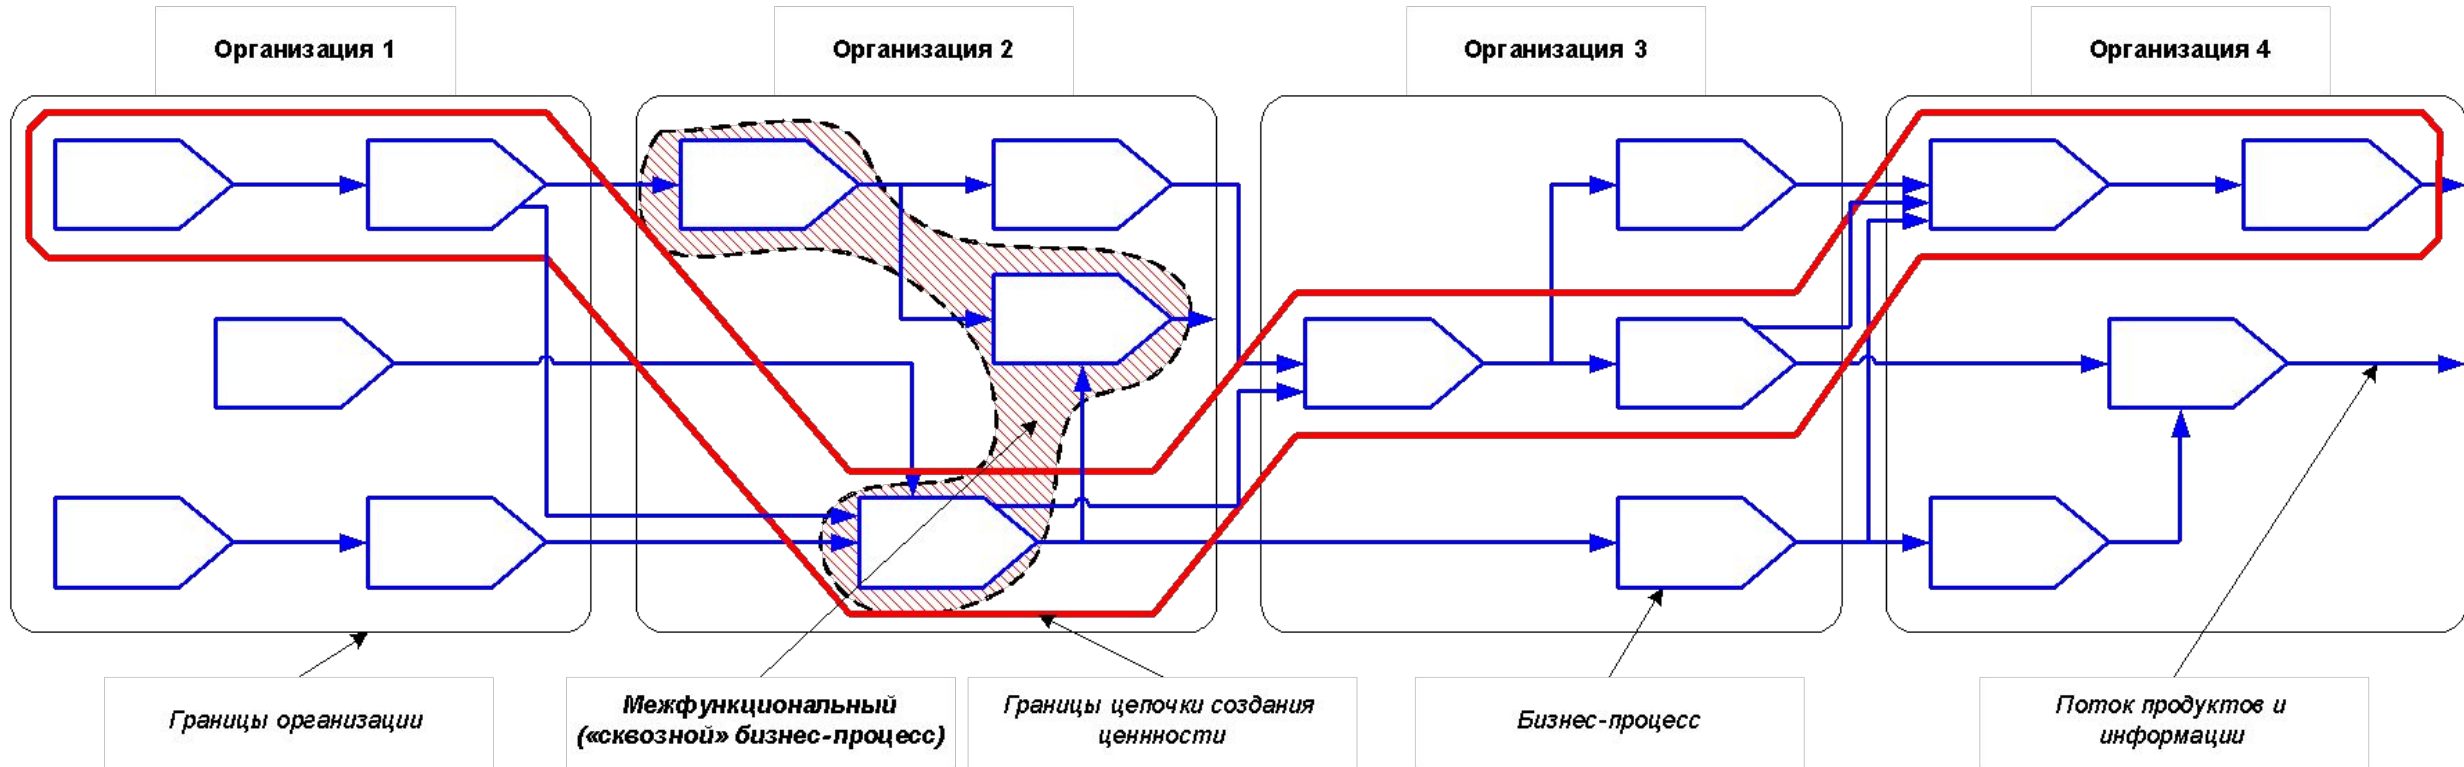 Организация 1
Организация 2
Организация 3
Организация 4
Границы организации
Межфункциональный
(«сквозной» бизнес-процесс)
Границы цепочки создания
ценнности
Бизнес-процесс
Поток продуктов и
информации